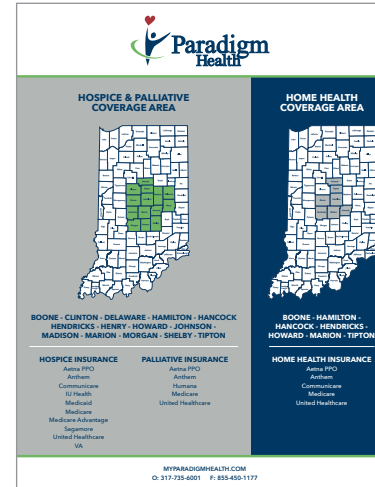 Paradigm
Health
HOSPICE & PALLIATIVE
COVERAGE AREA
BOONE - CLINTON - DELAWARE - HAMILTON - HANCOCK
HENDRICKS - HENRY - HOWARD - JOHNSON -
MADISON - MARION - MORGAN - SHELBY - TIPTON
HOSPICE INSURANCE
Aetna PPO
Anthem
Communicare
IU Health
Medicaid
Medicare
Medicare Advantage
Sagamore
United Healthcare
VA
PALLIATIVE INSURANCE
Aetna PPO
Anthem
Humana
Medicare
United Healthcare
HOME HEALTH
COVERAGE AREA
BOONE - HAMILTON -
HANCOCK - HENDRICKS -
HOWARD - MARION - TIPTON
HOME HEALTH INSURANCE
Aetna PPO
Anthem
Communicare
Medicare
United Healthcare
MYPARADIGMHEALTH.COM
O: 317-735-6001 F: 855-450-1177